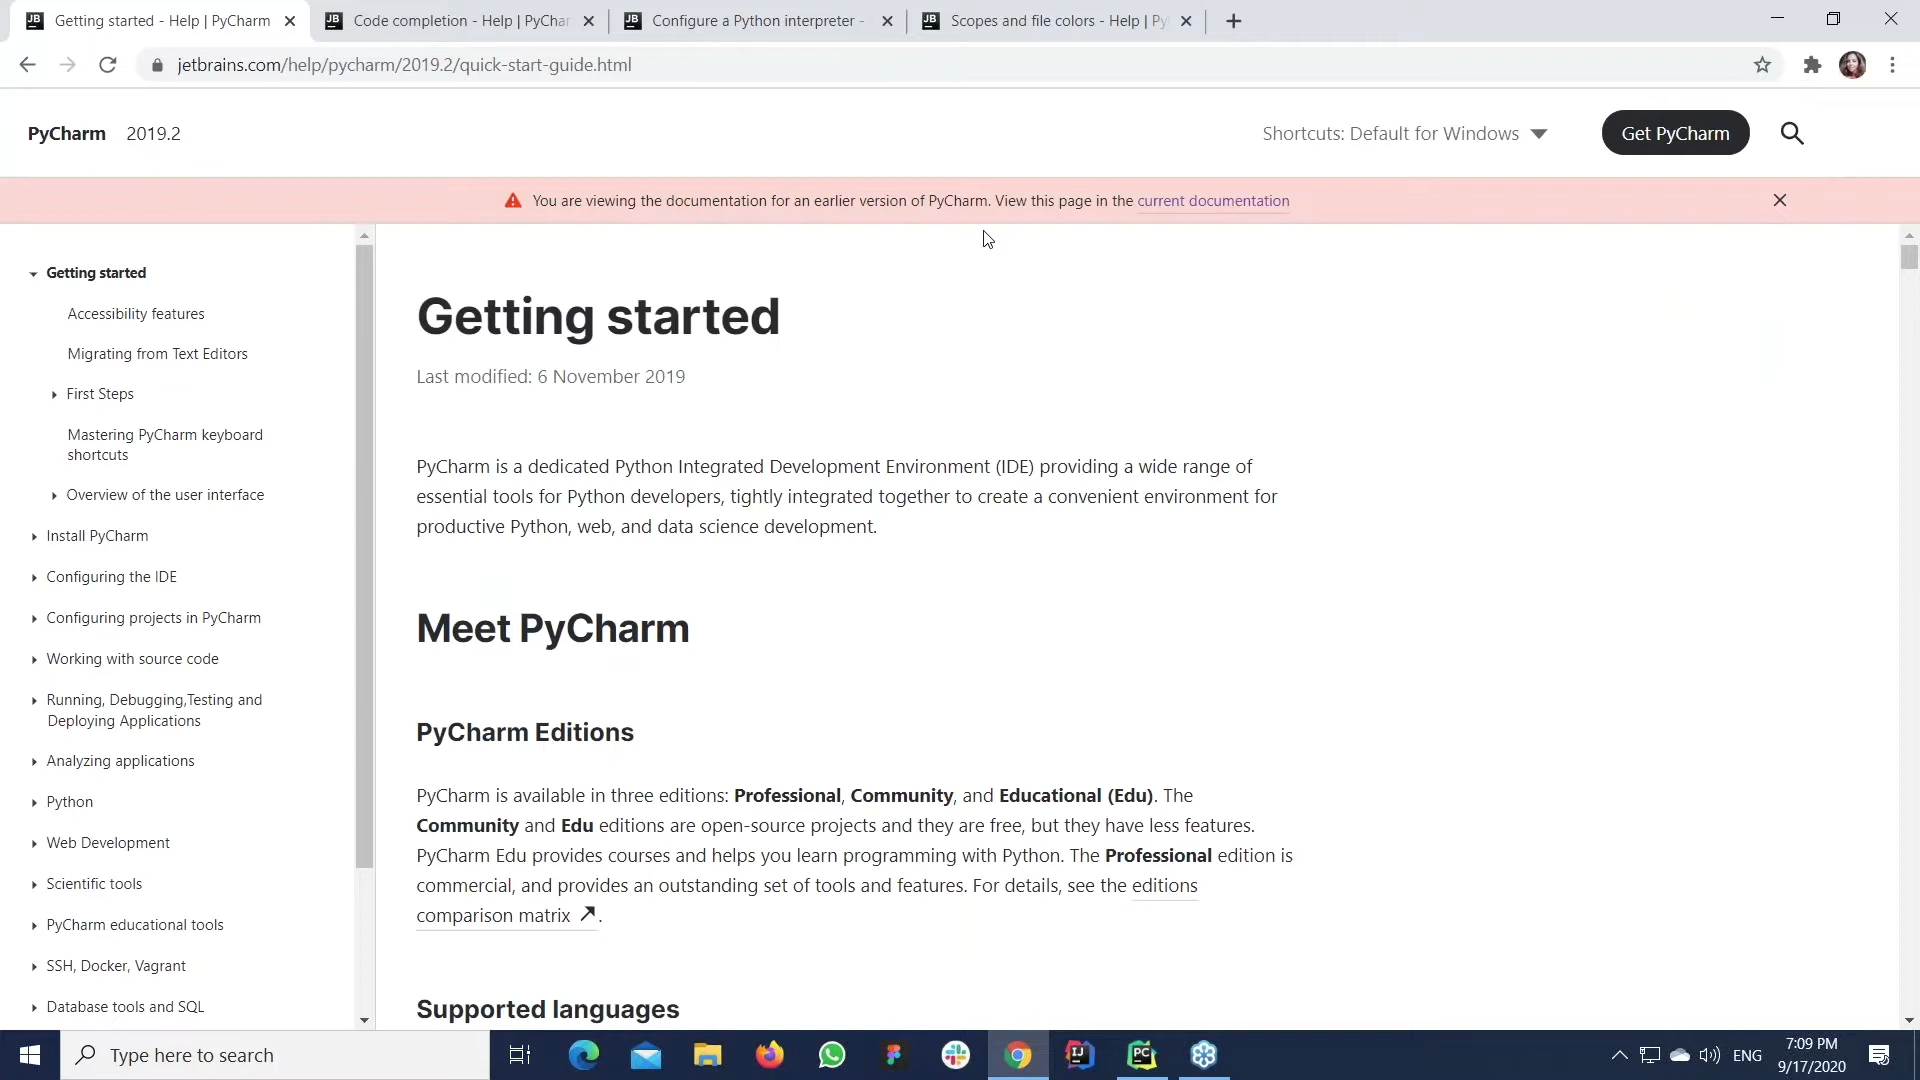 Getting started - Help | PyCharm
Code completion - Help | PyChar
Configure a Python interpreter -
Scopes and file colors - Help | Py
jetbrains.com/help/pycharm/2019.2/quick-start-guide.html
PyCharm 2019.2
Shortcuts: Default for Windows
Get PyCharm
You are viewing the documentation for an earlier version of PyCharm. View this page in the current documentation
Getting started
Accessibility features
Migrating from Text Editors
First Steps
Mastering PyCharm keyboard
shortcuts
Overview of the user interface
Install PyCharm
Configuring the IDE
Configuring projects in PyCharm
Working with source code
Running, Debugging,Testing and
Deploying Applications
Analyzing applications
Python
Web Development
Scientific tools
PyCharm educational tools
SSH, Docker, Vagrant
Database tools and SQL
Getting started
Last modified: 6 November 2019
PyCharm is a dedicated Python Integrated Development Environment (IDE) providing a wide range of
essential tools for Python developers, tightly integrated together to create a convenient environment for
productive Python, web, and data science development.
Meet PyCharm
PyCharm Editions
PyCharm is available in three editions: Professional, Community, and Educational (Edu). The
Community and Edu editions are open-source projects and they are free, but they have less features.
PyCharm Edu provides courses and helps you learn programming with Python. The Professional edition is
commercial, and provides an outstanding set of tools and features. For details, see the editions
comparison matrix ↗.
Supported languages
Type here to search
ENG
7:09 PM
9/17/2020